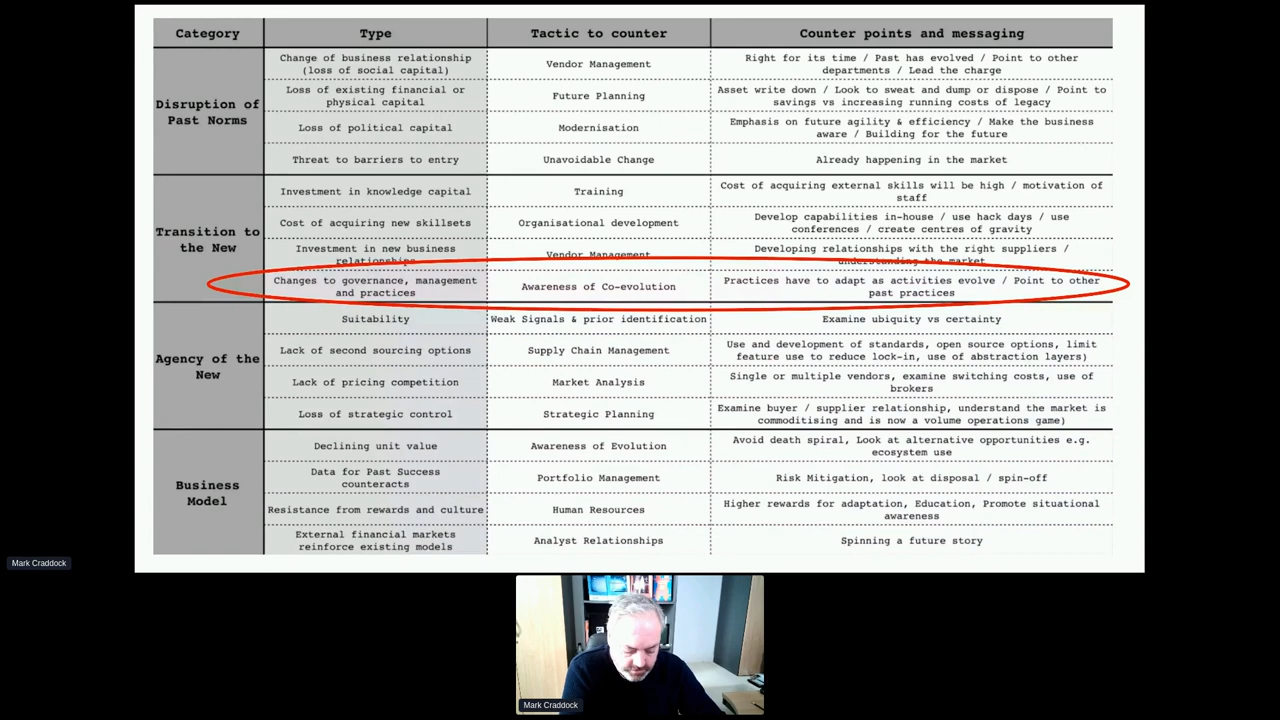 Category Type Tactic to counter Counter points and messaging
Disruption of
Past Norms
Change of business relationship
(loss of social capital)
Vendor Management
Right for its time / Past has evolved / Point to other
departments / Lead the charge
Loss of existing financial or
physical capital
Future Planning
Asset write down / Look to sweat and dump or dispose / Point to
savings vs increasing running costs of legacy
Loss of political capital
Modernisation
Emphasis on future agility & efficiency / Make the business
aware / Building for the future
Threat to barriers to entry
Unavoidable Change
Already happening in the market
Transition to
the New
Investment in knowledge capital
Training
Cost of acquiring external skills will be high / motivation of
staff
Cost of acquiring new skillsets
Organisational development
Develop capabilities in-house / use hack days / use
conferences / create centres of gravity
Investment in new business
relationships
Vendor Management
Developing relationships with the right suppliers /
understanding the market
Changes to governance, management
and practices
Awareness of Co-evolution
Practices have to adapt as activities evolve / Point to other
past practices
Agency of the
New
Suitability
Weak Signals & prior identification
Examine ubiquity vs certainty
Lack of second sourcing options
Supply Chain Management
Use and development of standards, open source options, limit
feature use to reduce lock-in, use of abstraction layers)
Lack of pricing competition
Market Analysis
Single or multiple vendors, examine switching costs, use of
brokers
Loss of strategic control
Strategic Planning
Examine buyer / supplier relationship, understand the market is
commoditising and is now a volume operations game)
Business
Model
Declining unit value
Awareness of Evolution
Avoid death spiral, Look at alternative opportunities e.g.
ecosystem use
Data for Past Success
counteracts
Portfolio Management
Risk Mitigation, look at disposal / spin-off
Resistance from rewards and culture
Human Resources
Higher rewards for adaptation, Education, Promote situational
awareness
External financial markets
reinforce existing models
Analyst Relationships
Spinning a future story
Mark Craddock
Mark Craddock